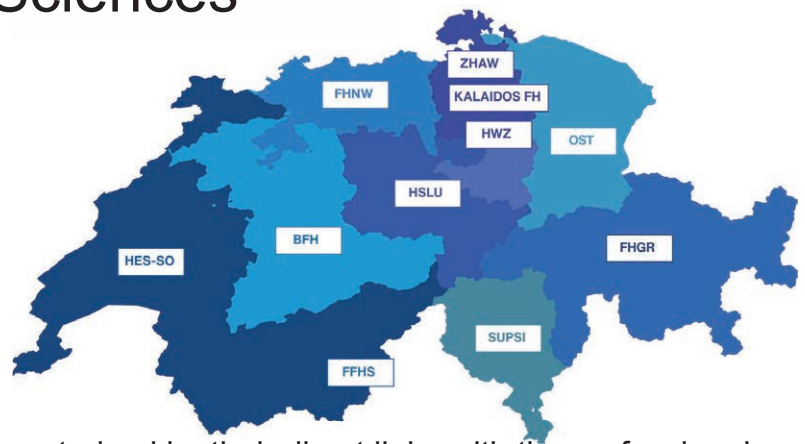 Sciences
ZHAW
FHNW
KALAIDOS FH
HWZ
OST
HSLU
BFH
FHGR
HES-SO
SUPSI
FFHS